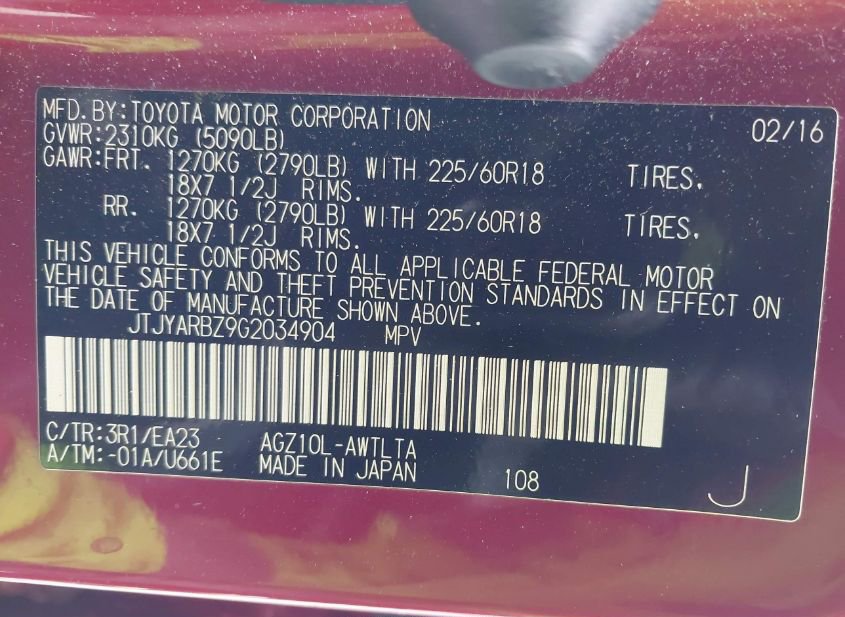 MFD. BY: TOYOTA MOTOR CORPORATION 02/16
GVWR: 2310KG (5090LB)
GAWR: FRT. 1270KG (2790LB) WITH 225/60R18 TIRES.
18X7 1/2J RIMS.
RR. 1270KG (2790LB) WITH 225/60R18 TIRES.
18X7 1/2J RIMS.
THIS VEHICLE CONFORMS TO ALL APPLICABLE FEDERAL MOTOR
VEHICLE SAFETY AND THEFT PREVENTION STANDARDS IN EFFECT ON
THE DATE OF MANUFACTURE SHOWN ABOVE.
JTJYARBZ9G2034904 MPV
C/TR: 3R1/EA23 AGZ10L-AWTLTA
A/TM: -01A/U661E MADE IN JAPAN 108 J